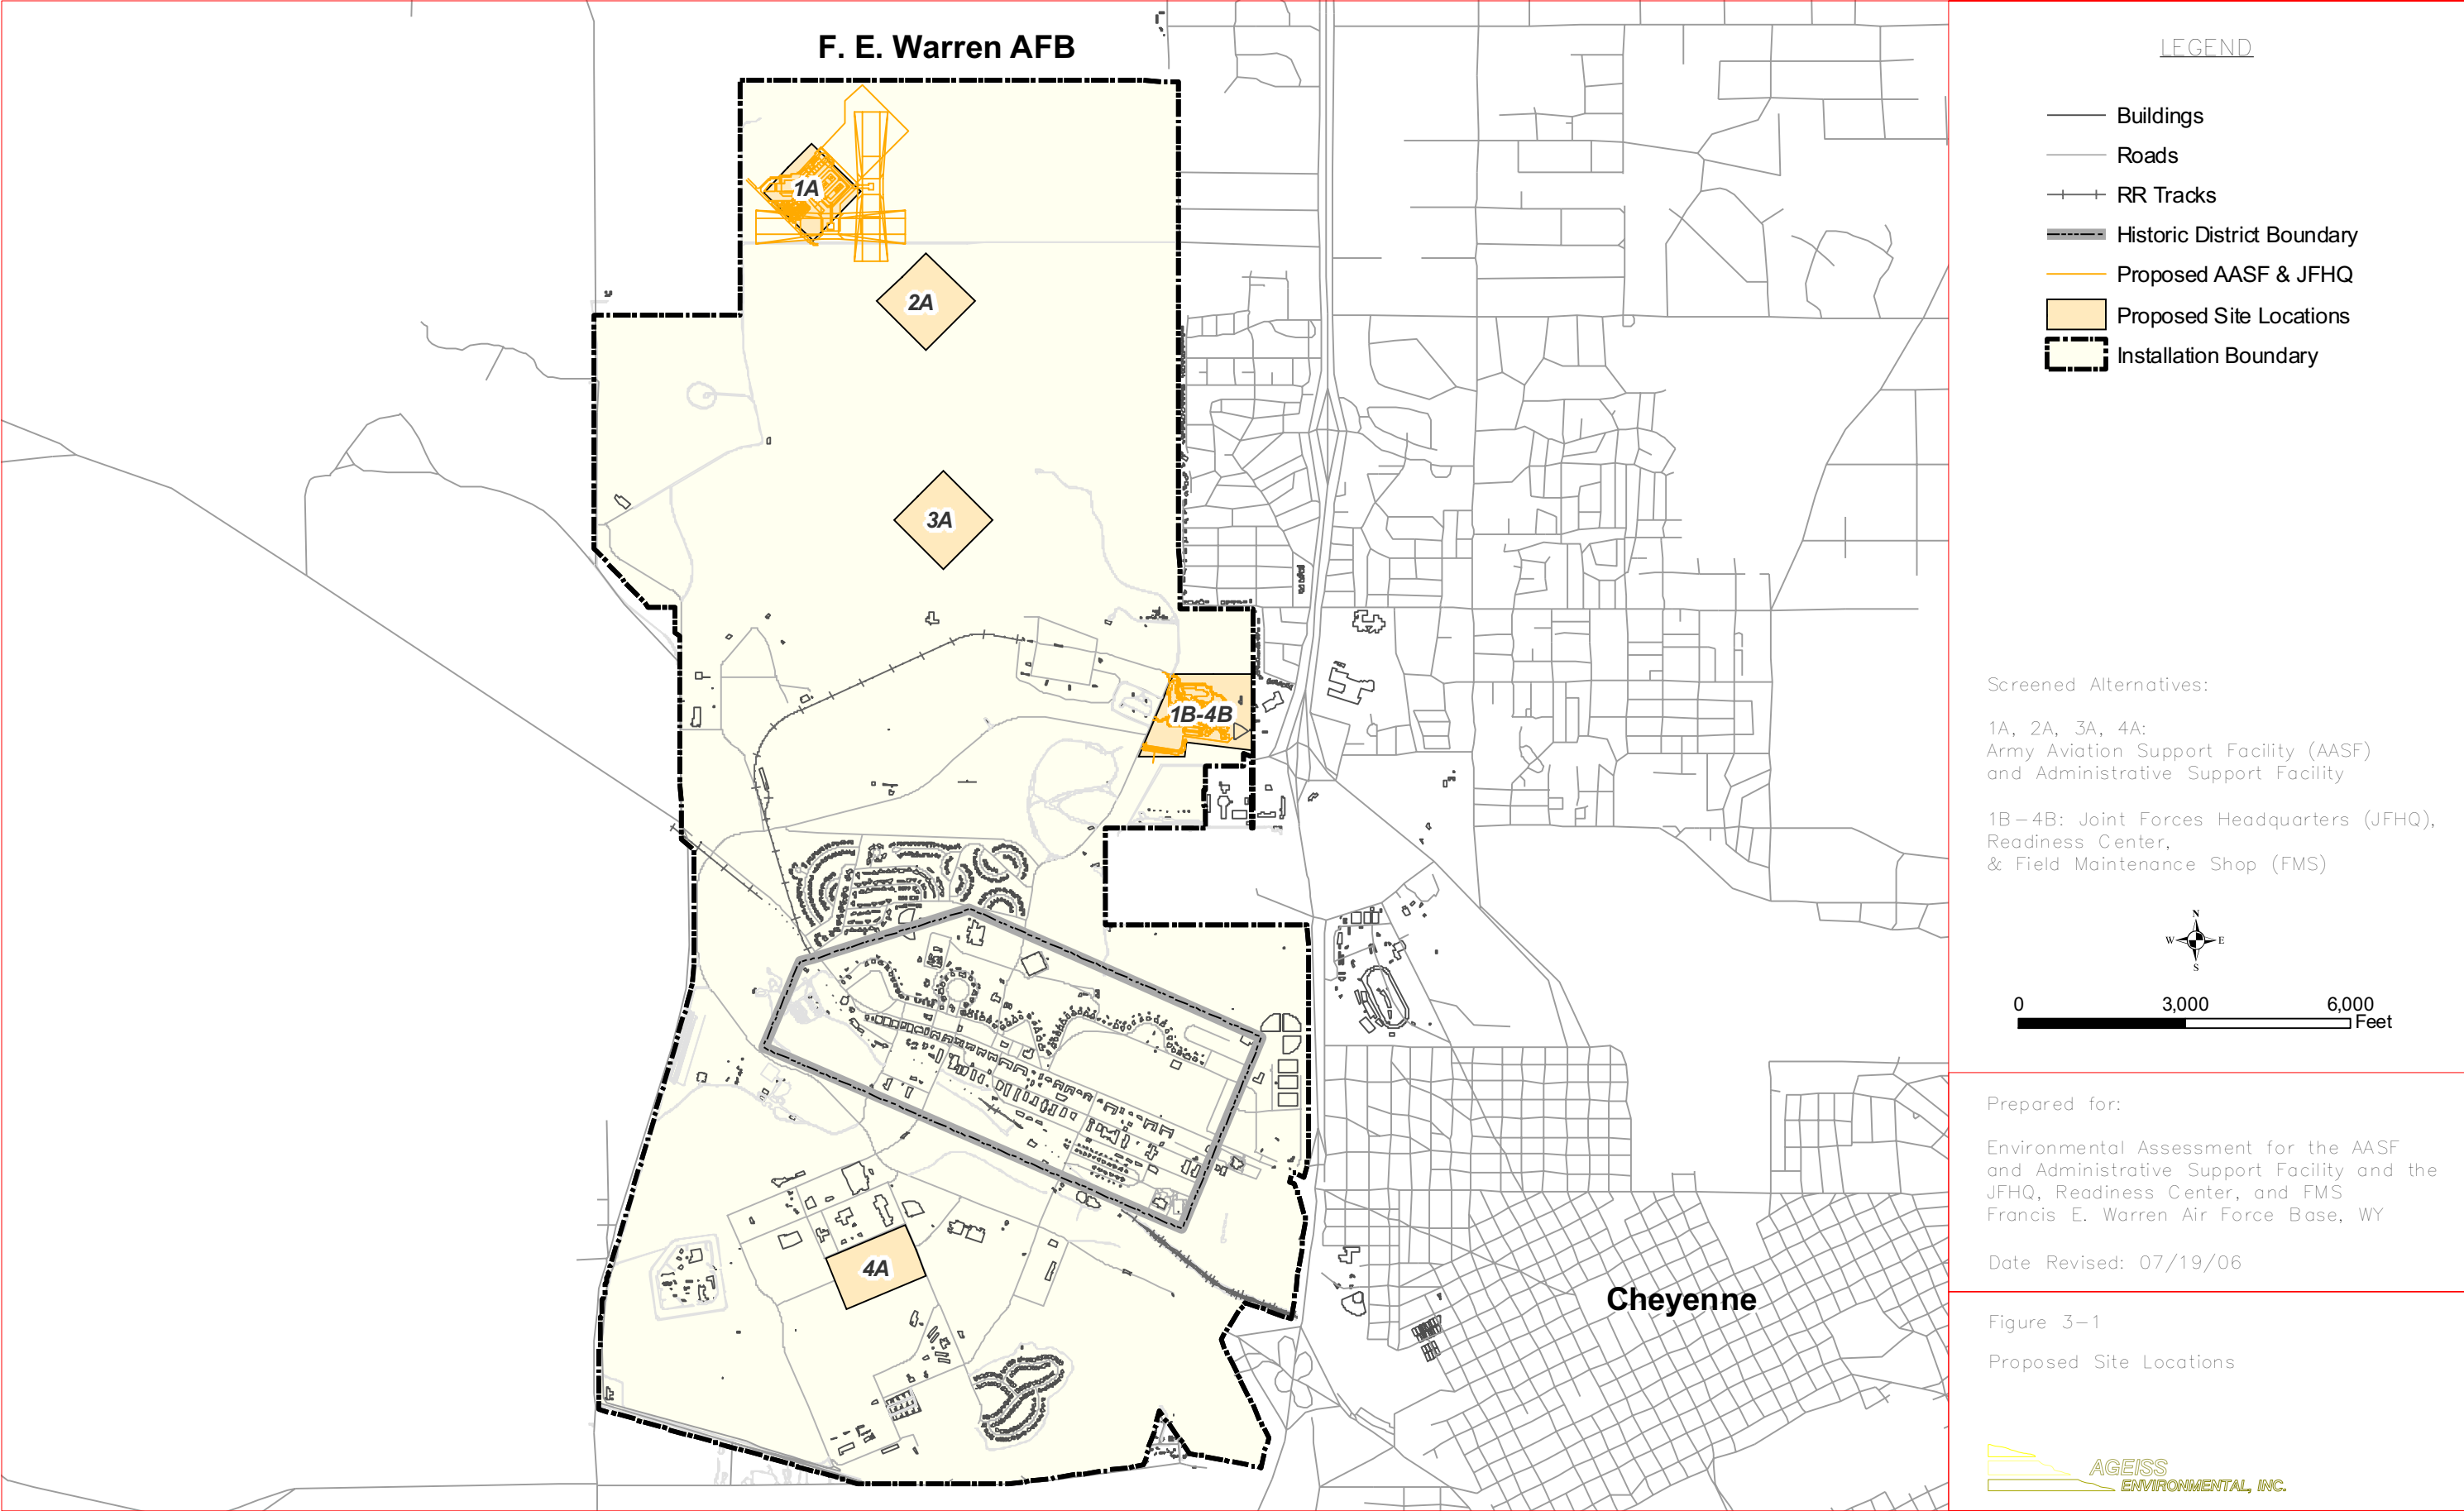 F. E. Warren AFB
1A
2A
3A
1B-4B
4A
Cheyenne
LEGEND
Buildings
Roads
RR Tracks
Historic District Boundary
Proposed AASF & JFHQ
Proposed Site Locations
Installation Boundary
Screened Alternatives:
1A, 2A, 3A, 4A:
Army Aviation Support Facility (AASF)
and Administrative Support Facility
1B-4B: Joint Forces Headquarters (JFHQ),
Readiness Center,
& Field Maintenance Shop (FMS)
N
W E
S
0 3,000 6,000
Feet
Prepared for:
Environmental Assessment for the AASF
and Administrative Support Facility and the
JFHQ, Readiness Center, and FMS
Francis E. Warren Air Force Base, WY
Date Revised: 07/19/06
Figure 3-1
Proposed Site Locations
AGEISS
ENVIRONMENTAL, INC.